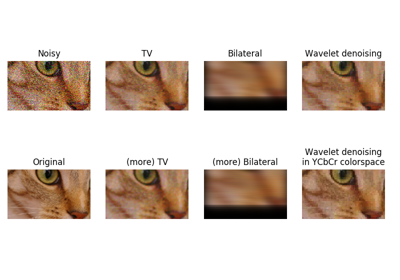 Noisy
TV
Bilateral
Wavelet denoising
Original
(more) TV
(more) Bilateral
Wavelet denoising
in YCbCr colorspace